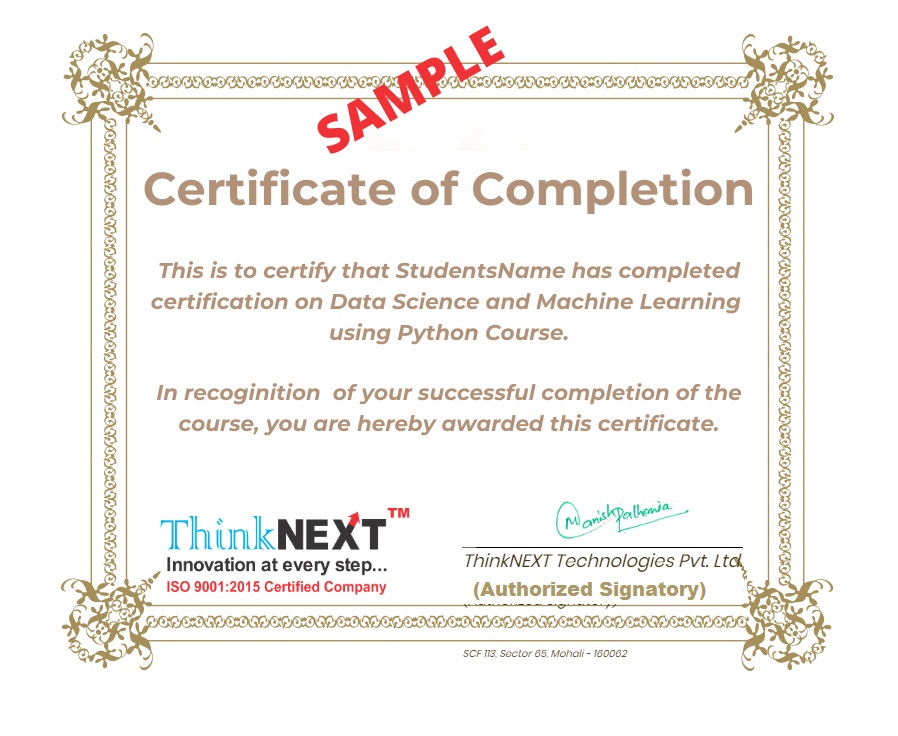 SAMPLE
Certificate of Completion
This is to certify that StudentsName has completed
certification on Data Science and Machine Learning
using Python Course.
In recoginition of your successful completion of the
course, you are hereby awarded this certificate.
ThinkNEXT TM
Innovation at every step...
ISO 9001:2015 Certified Company
Manish Palhania
ThinkNEXT Technologies Pvt. Ltd.
(Authorized Signatory)
SCF 113, Sector 65, Mohali - 160062